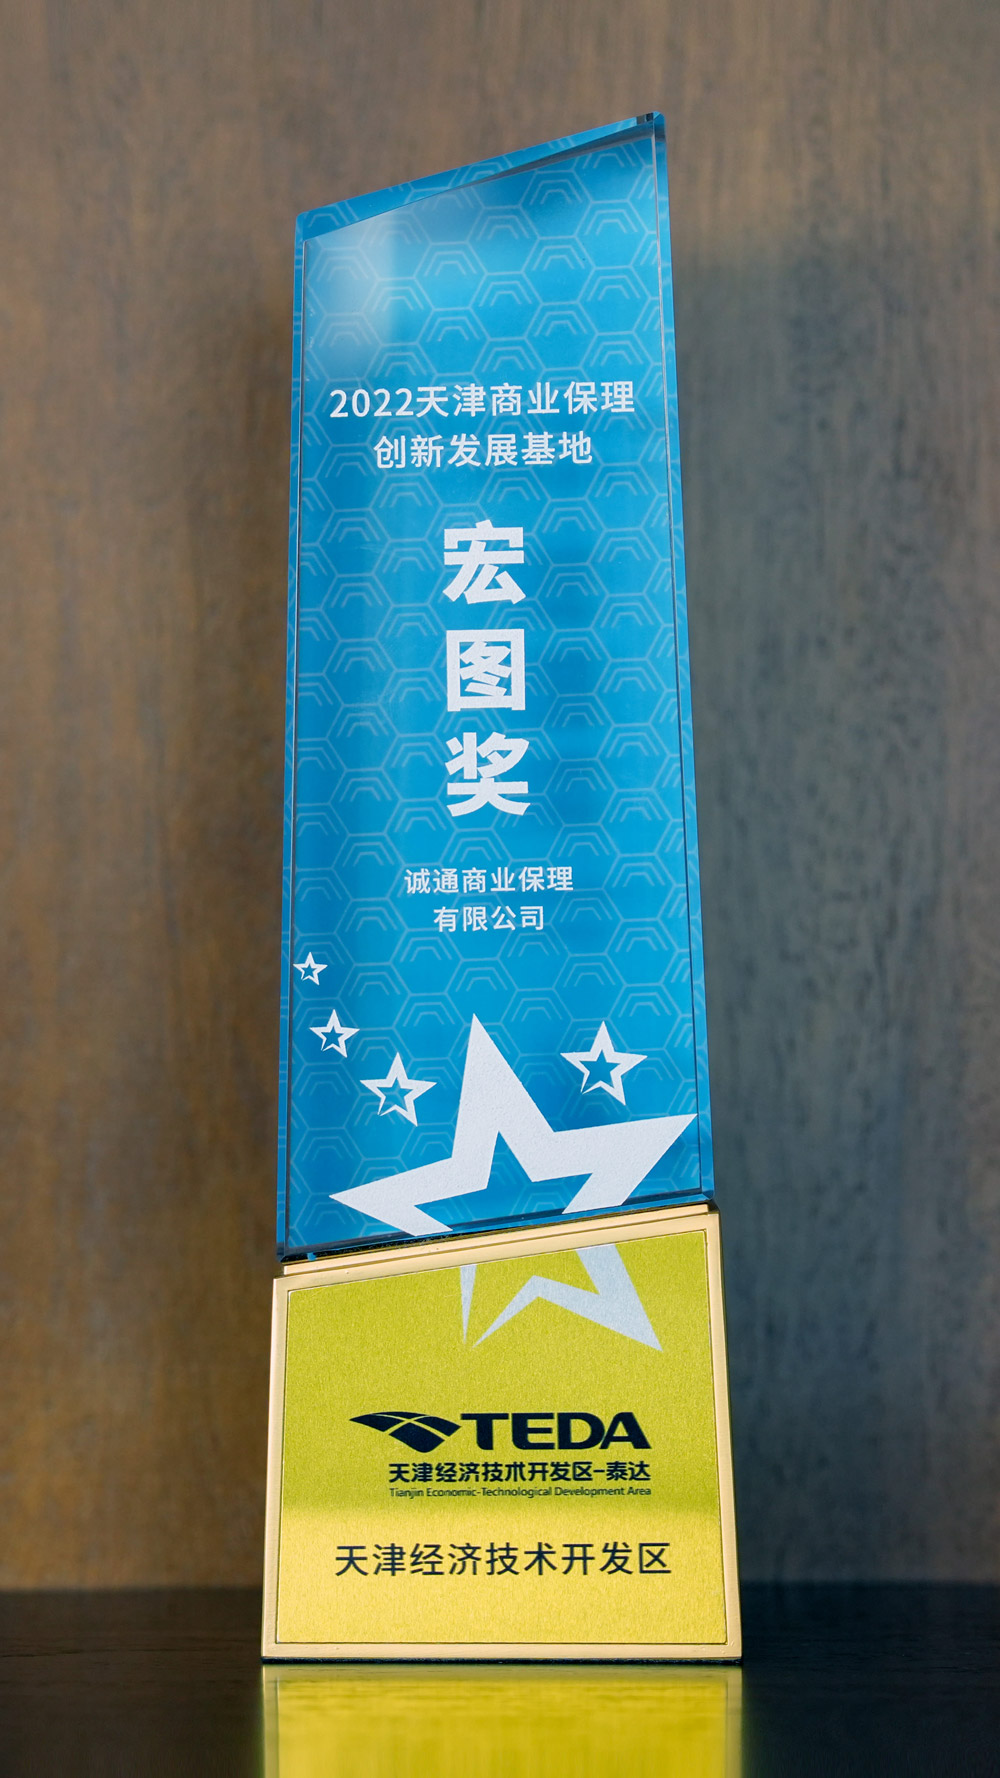 2022天津商业保理
创新发展基地
宏
图
奖
诚通商业保理
有限公司
TEDA
天津经济技术开发区-泰达
Tianjin Economic-Technological Development Area
天津经济技术开发区